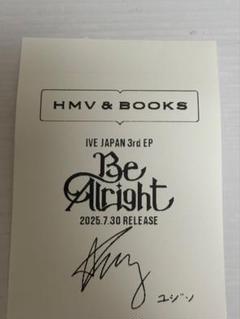 HMV & BOOKS
IVE JAPAN 3rd EP
Be
Alright
2025.7.30 RELEASE
ユジン